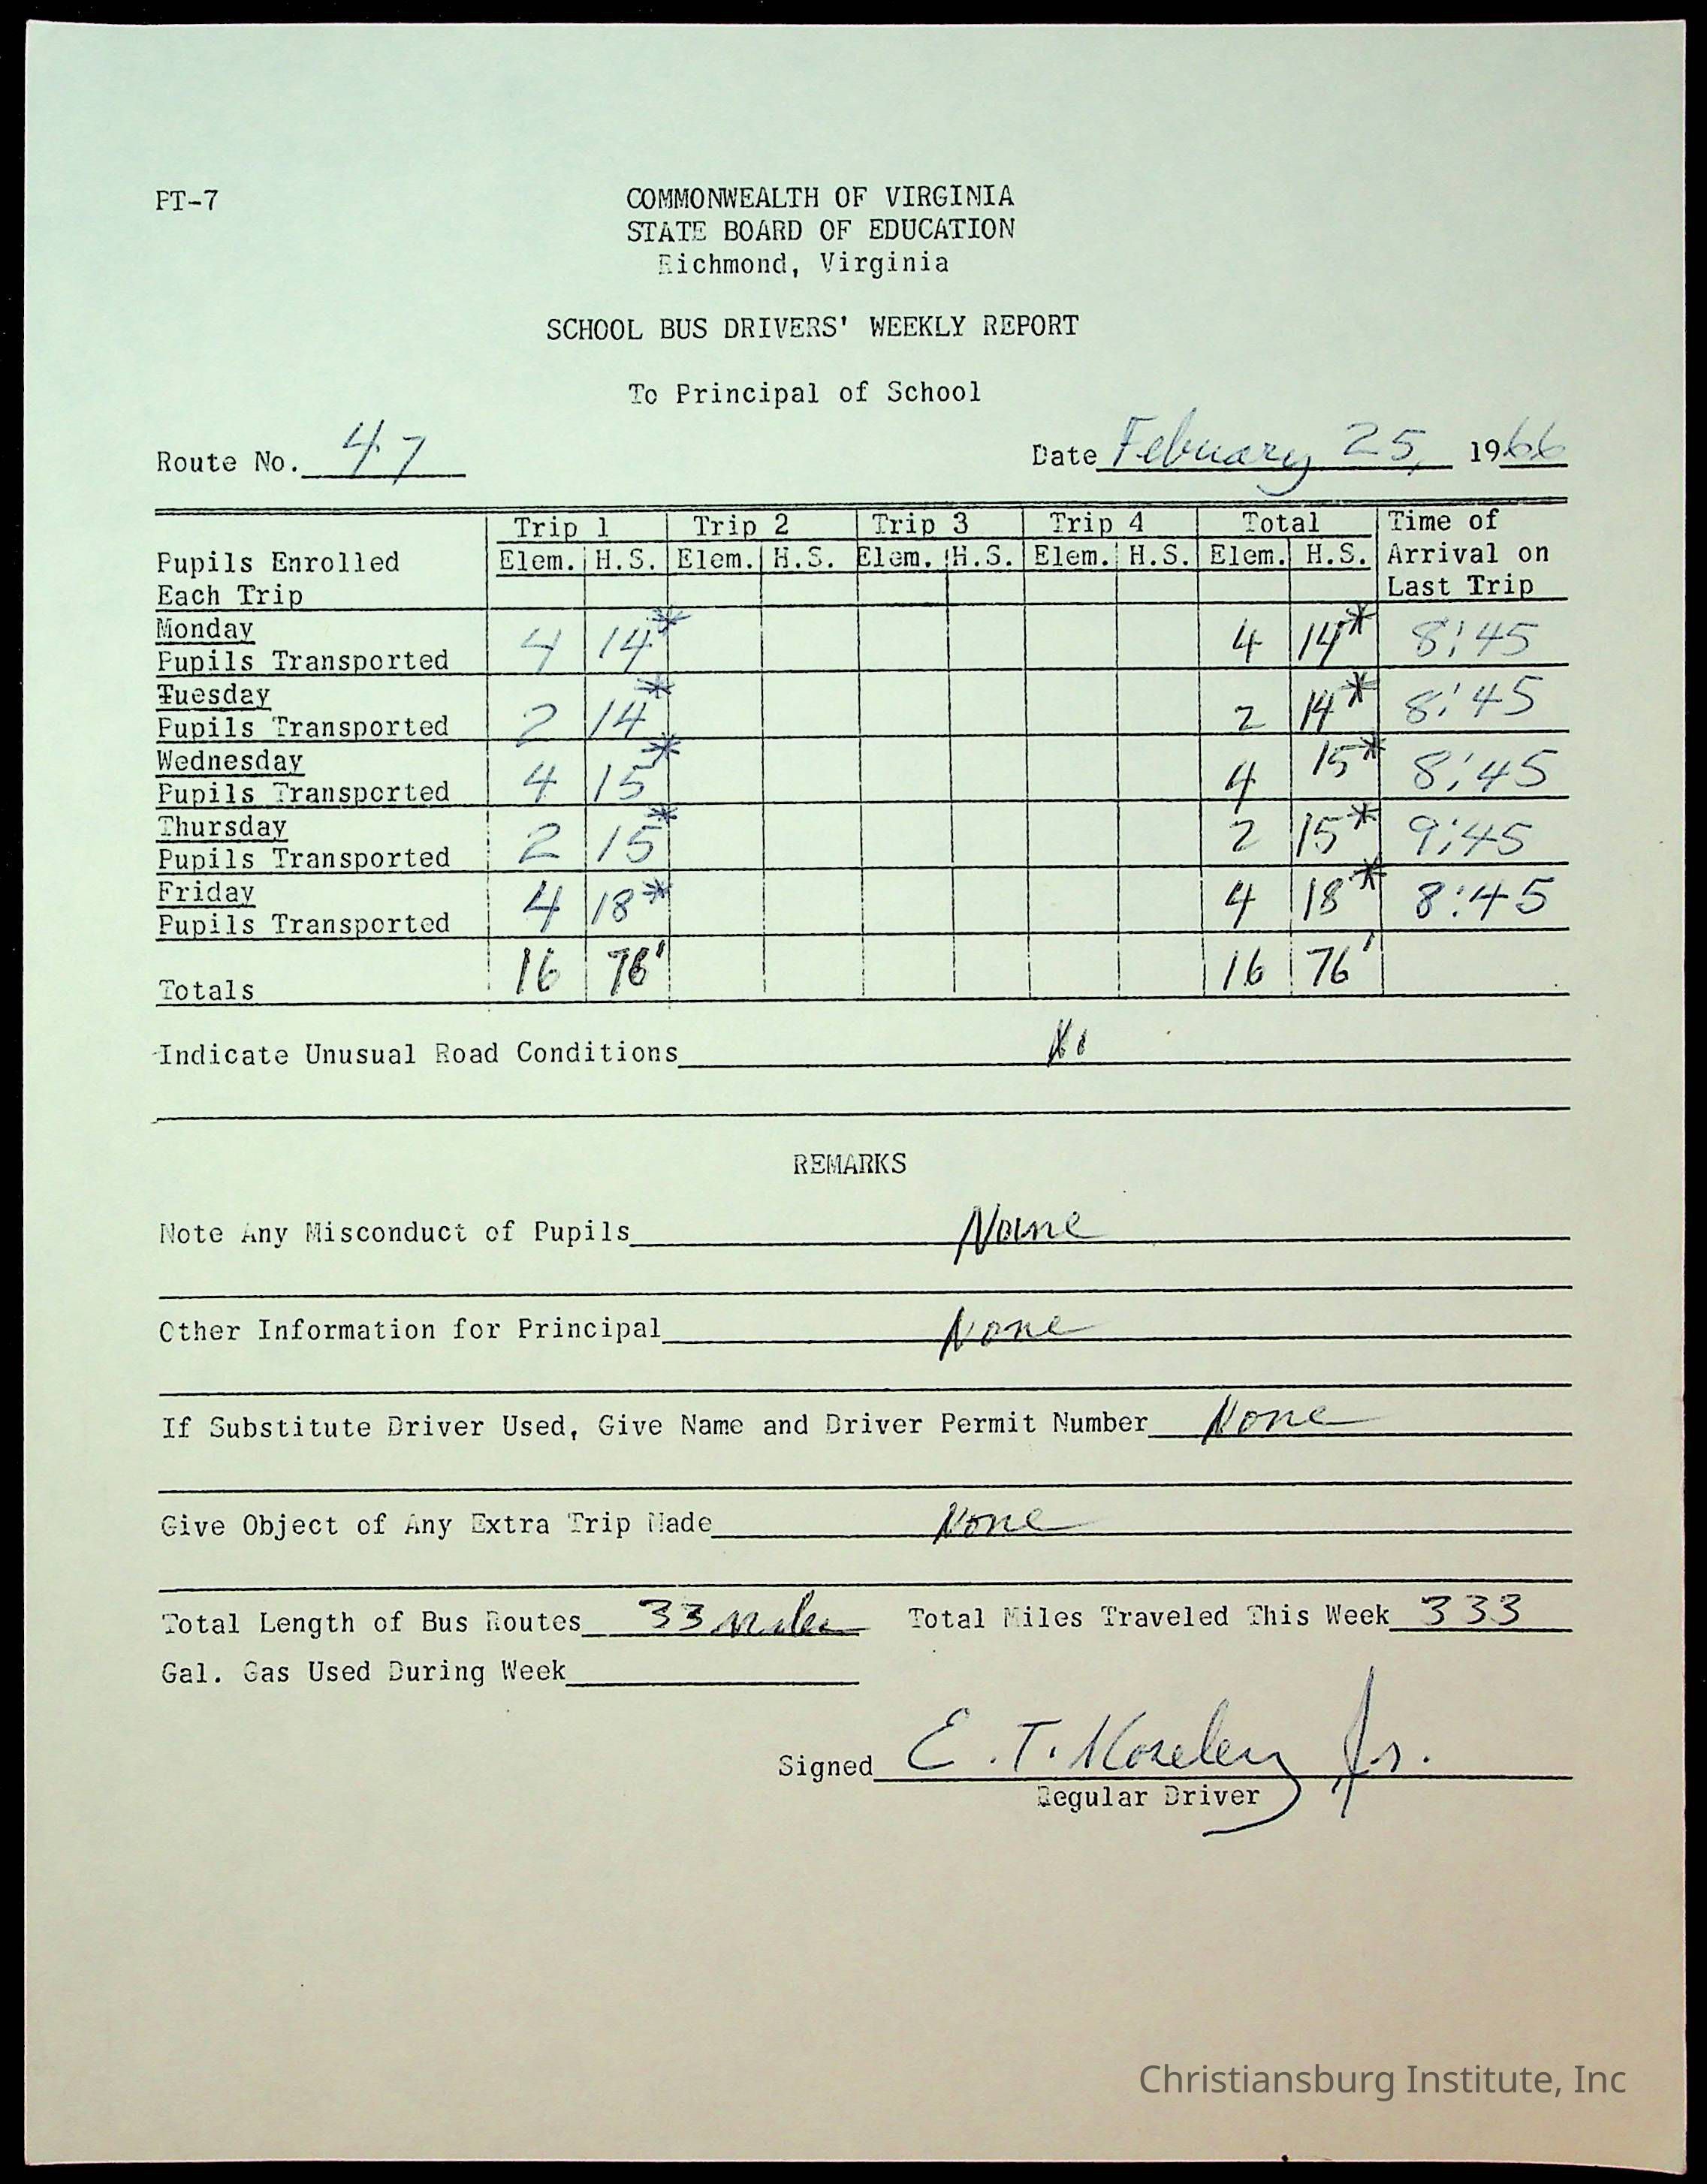 PT-7
COMMONWEALTH OF VIRGINIA
STATE BOARD OF EDUCATION
Richmond, Virginia
SCHOOL BUS DRIVERS' WEEKLY REPORT
To Principal of School
Route No. 47 Date February 25, 1966
Trip 1 Trip 2 Trip 3 Trip 4 Total Time of
Pupils Enrolled Elem. H.S. Elem. H.S. Elem. H.S. Elem. H.S. Elem. H.S. Arrival on
Each Trip Last Trip
Monday
Pupils Transported 4 14* 4 14* 8:45
Tuesday
Pupils Transported 2 14* 2 14* 8:45
Wednesday
Pupils Transported 4 15* 4 15* 8:45
Thursday
Pupils Transported 2 15* 2 15* 9:45
Friday
Pupils Transported 4 18* 4 18* 8:45
Totals 16 76' 16 76'
Indicate Unusual Road Conditions
REMARKS
Note Any Misconduct of Pupils None
Other Information for Principal None
If Substitute Driver Used, Give Name and Driver Permit Number None
Give Object of Any Extra Trip Made None
Total Length of Bus Routes 33 miles Total Miles Traveled This Week 333
Gal. Gas Used During Week
Signed E. T. Moseley Jr.
Regular Driver
Christiansburg Institute, Inc